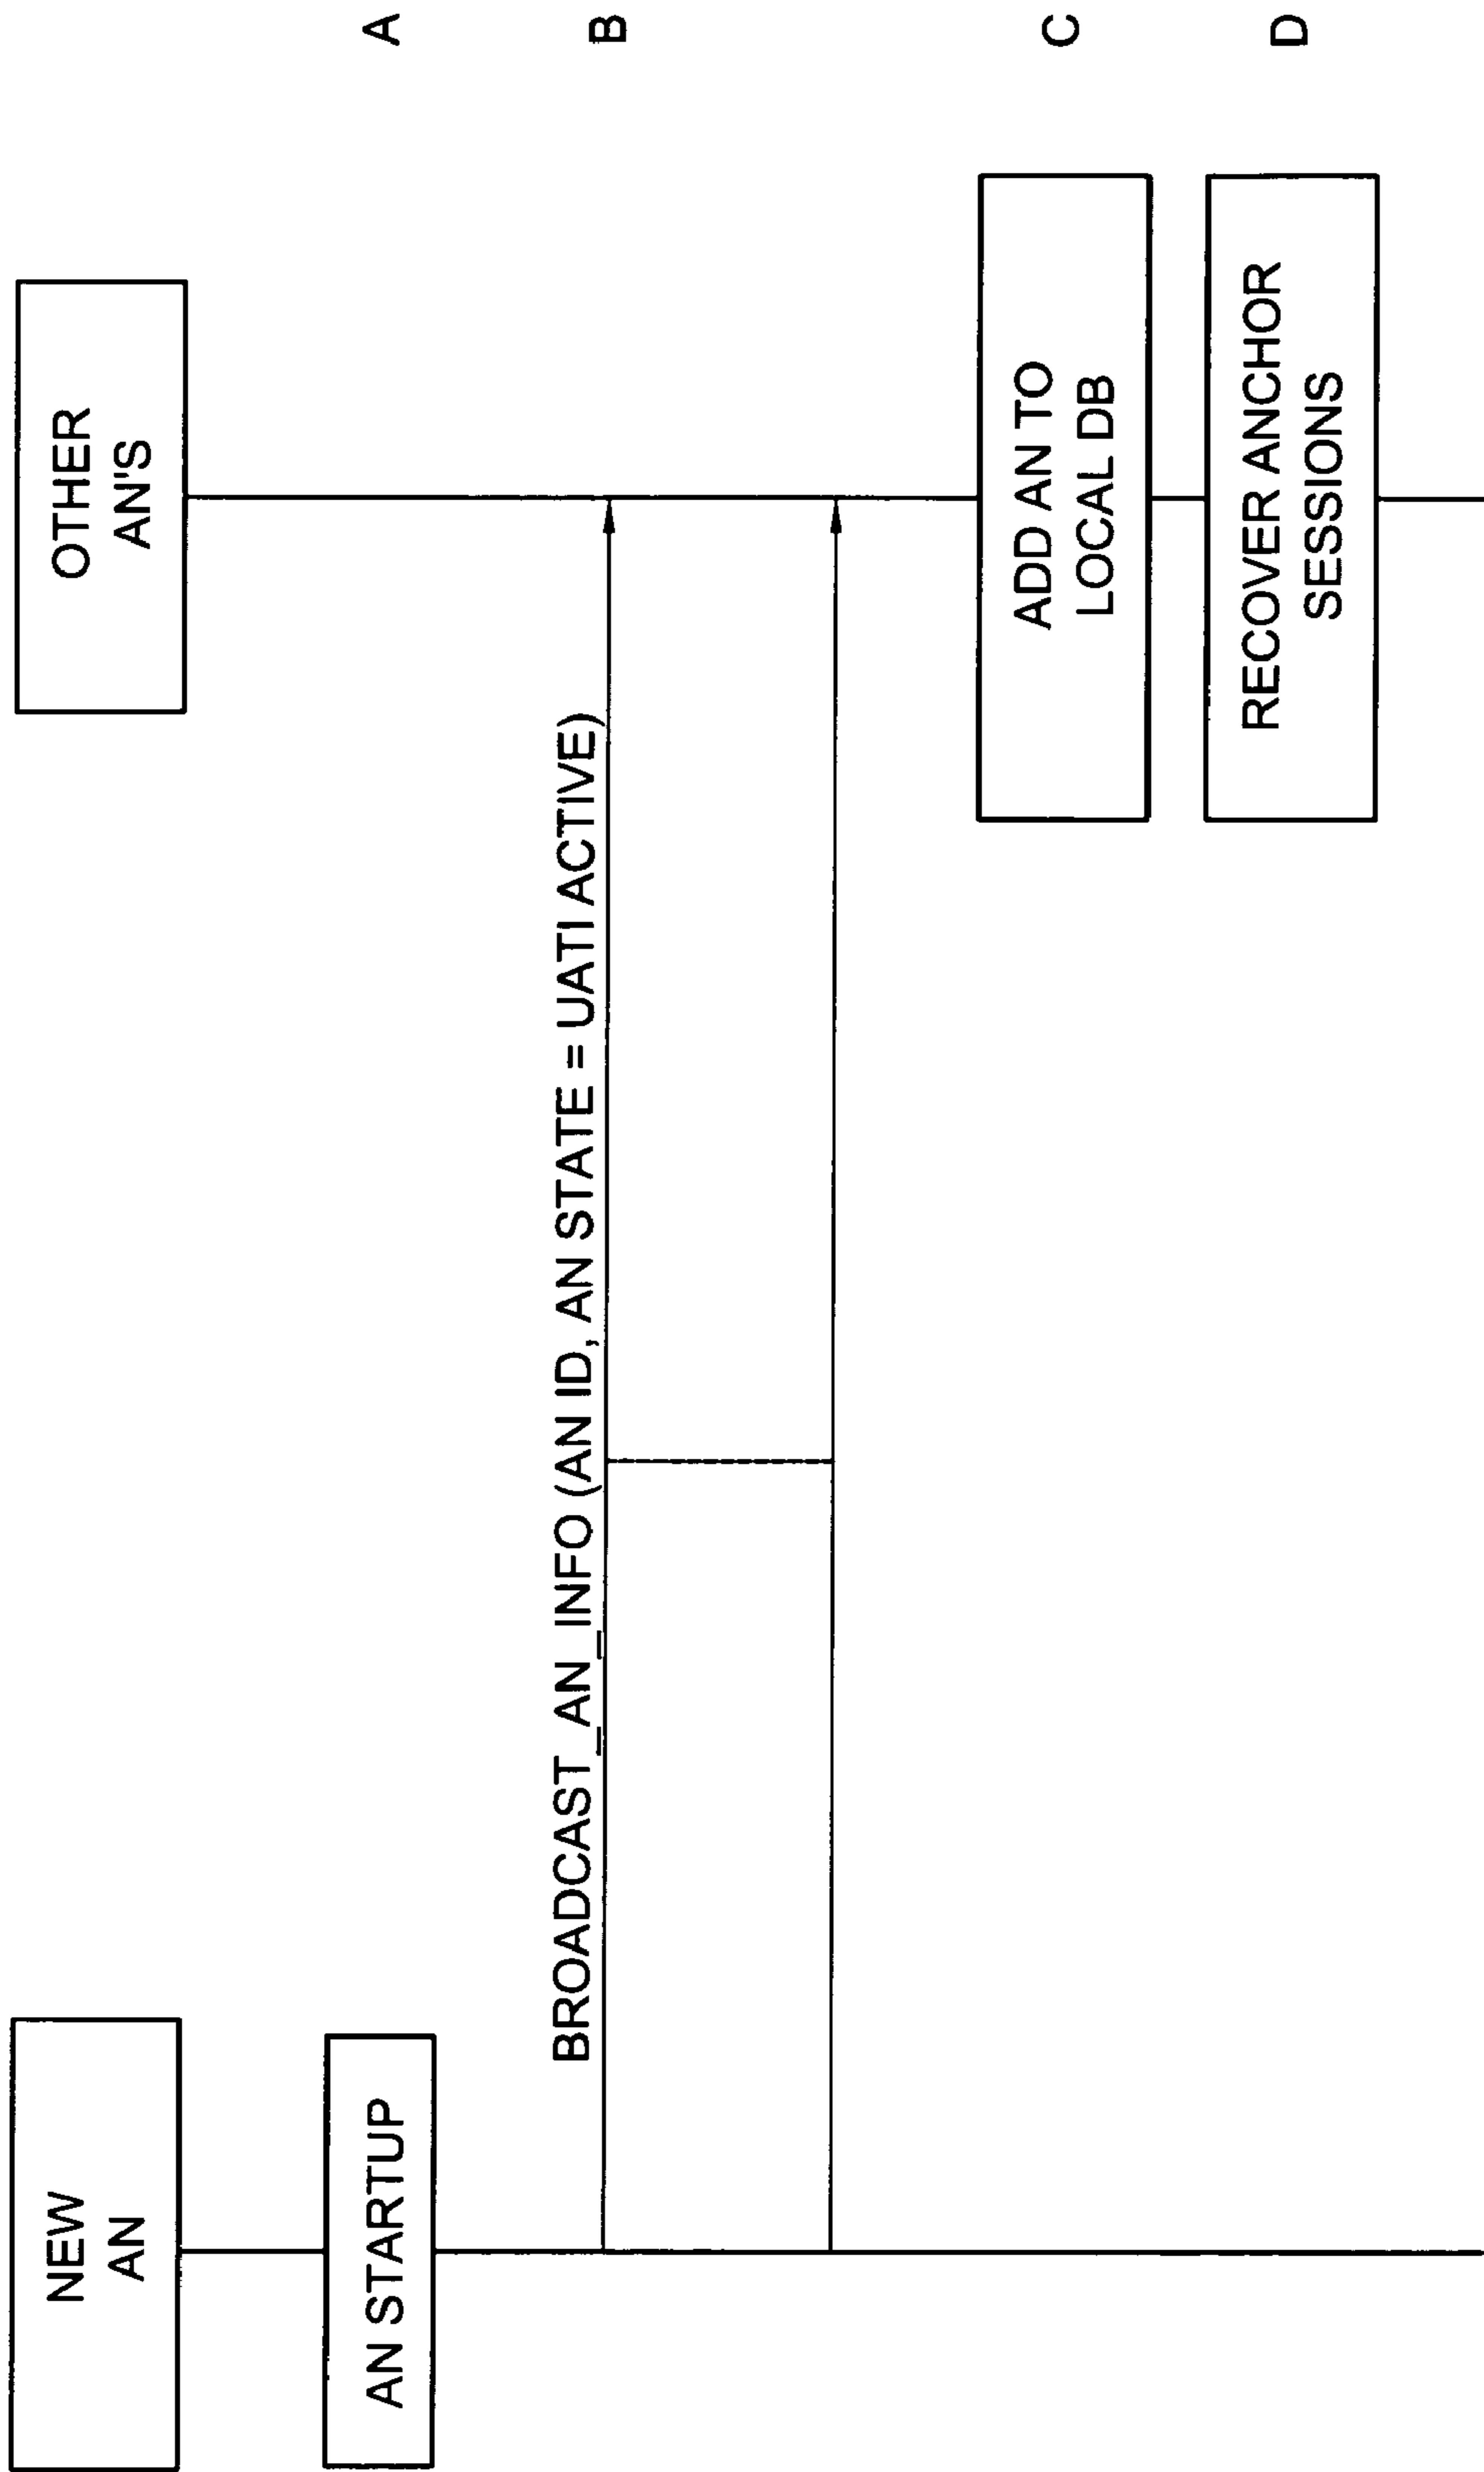 NEW
AN
OTHER
AN'S
AN STARTUP
A
BROADCAST_AN_INFO (AN ID, AN STATE = UATI ACTIVE)
B
ADD AN TO
LOCAL DB
C
RECOVER ANCHOR
SESSIONS
D